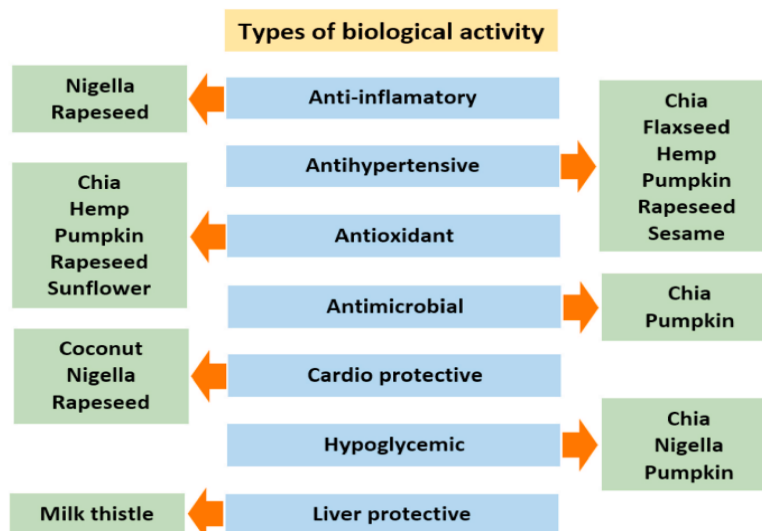 Types of biological activity
Nigella
Rapeseed
Anti-inflamatory
Antihypertensive
Chia
Flaxseed
Hemp
Pumpkin
Rapeseed
Sesame
Chia
Hemp
Pumpkin
Rapeseed
Sunflower
Antioxidant
Antimicrobial
Chia
Pumpkin
Coconut
Nigella
Rapeseed
Cardio protective
Hypoglycemic
Chia
Nigella
Pumpkin
Milk thistle
Liver protective